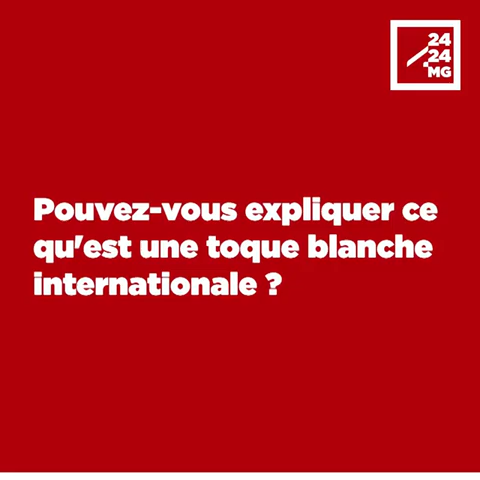 24
24
MG
Pouvez-vous expliquer ce
qu'est une toque blanche
internationale ?